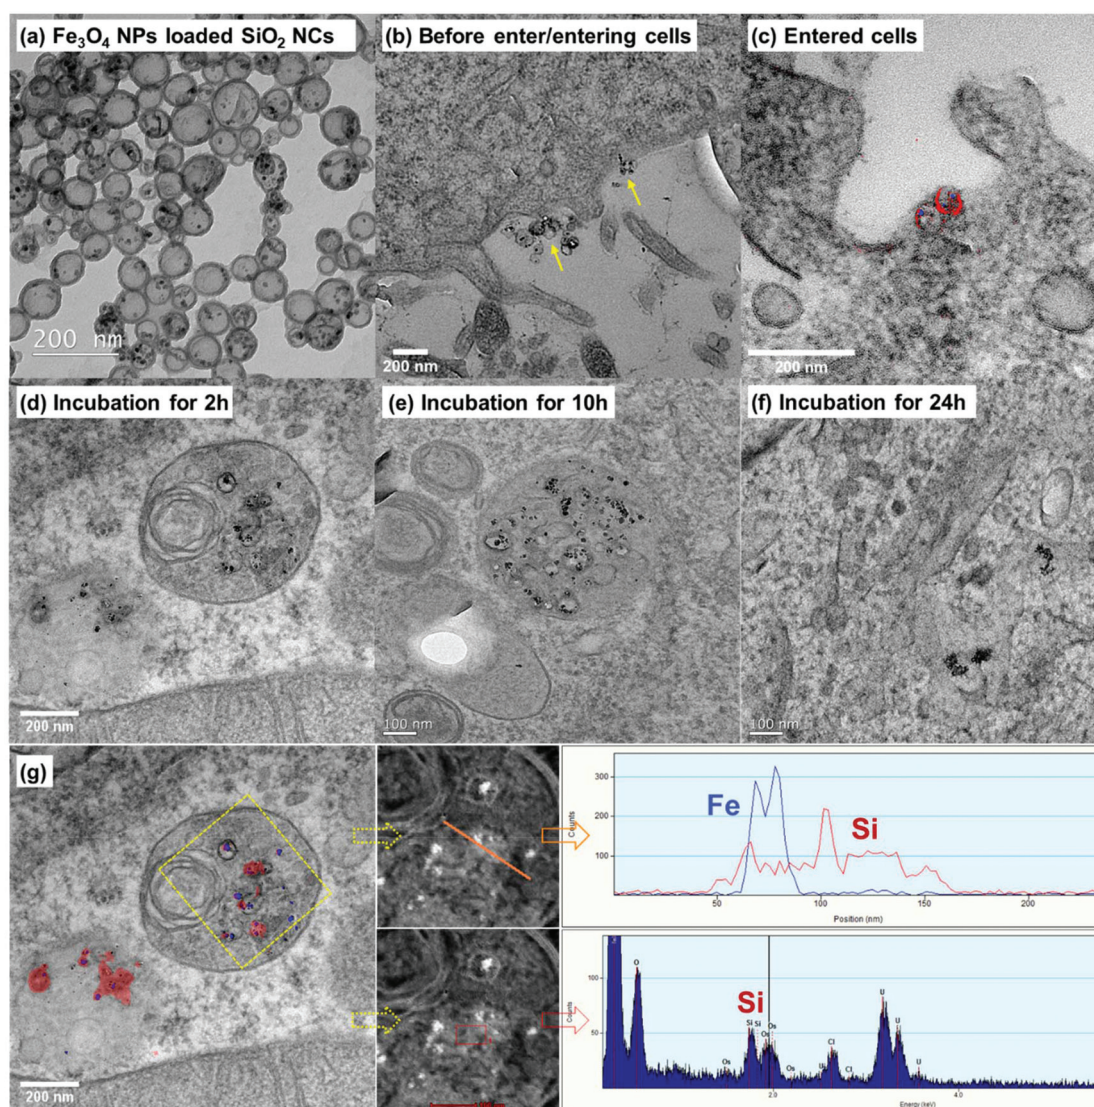 (a) Fe₃O₄ NPs loaded SiO₂ NCs
200 nm
(b) Before enter/entering cells
200 nm
(c) Entered cells
200 nm
(d) Incubation for 2h
200 nm
(e) Incubation for 10h
100 nm
(f) Incubation for 24h
100 nm
(g)
200 nm
Counts
300
200
100
Fe
Si
50
100
150
200
Position (nm)
Counts
100
50
O
Os
Si
Si
Si
Os
Os
Os
U
Cl
Cl
U
U
U
2.0
4.0
Energy (keV)